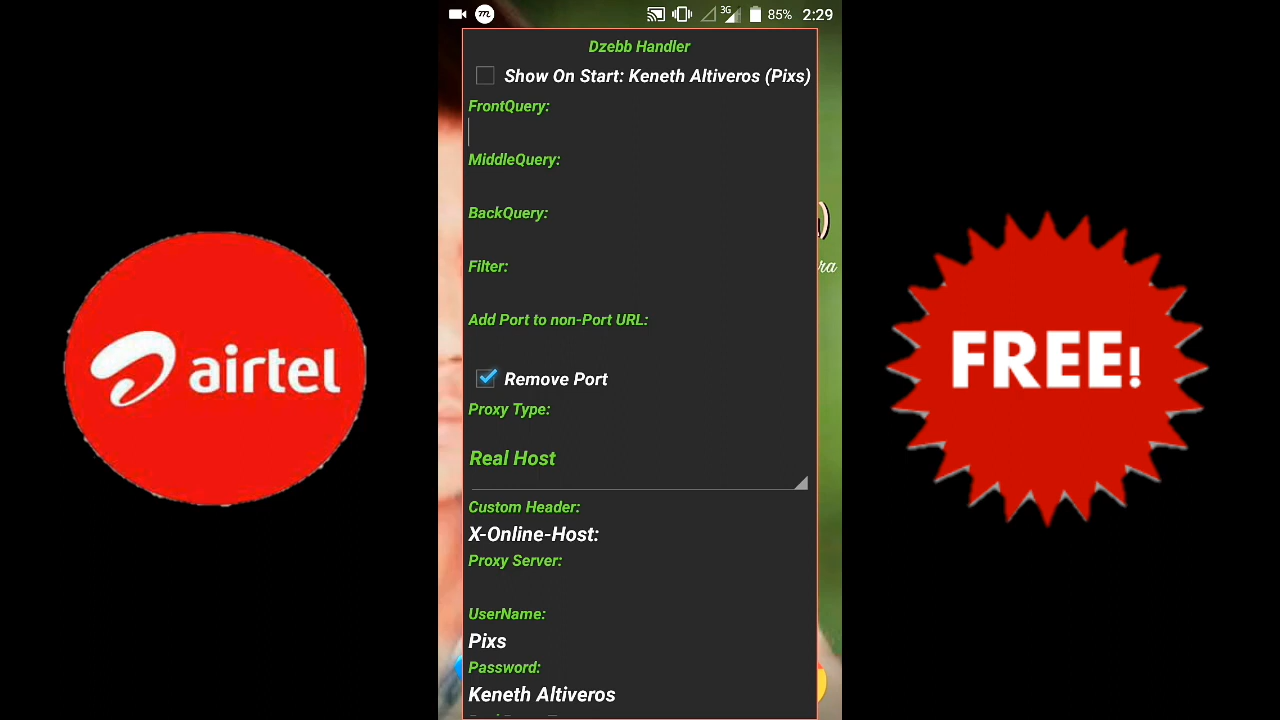 3G 85% 2:29
Dzebb Handler
Show On Start: Keneth Altiveros (Pixs)
FrontQuery:
MiddleQuery:
BackQuery:
Filter:
ra
Add Port to non-Port URL:
airtel
FREE!
Remove Port
Proxy Type:
Real Host
Custom Header:
X-Online-Host:
Proxy Server:
UserName:
Pixs
Password:
Keneth Altiveros